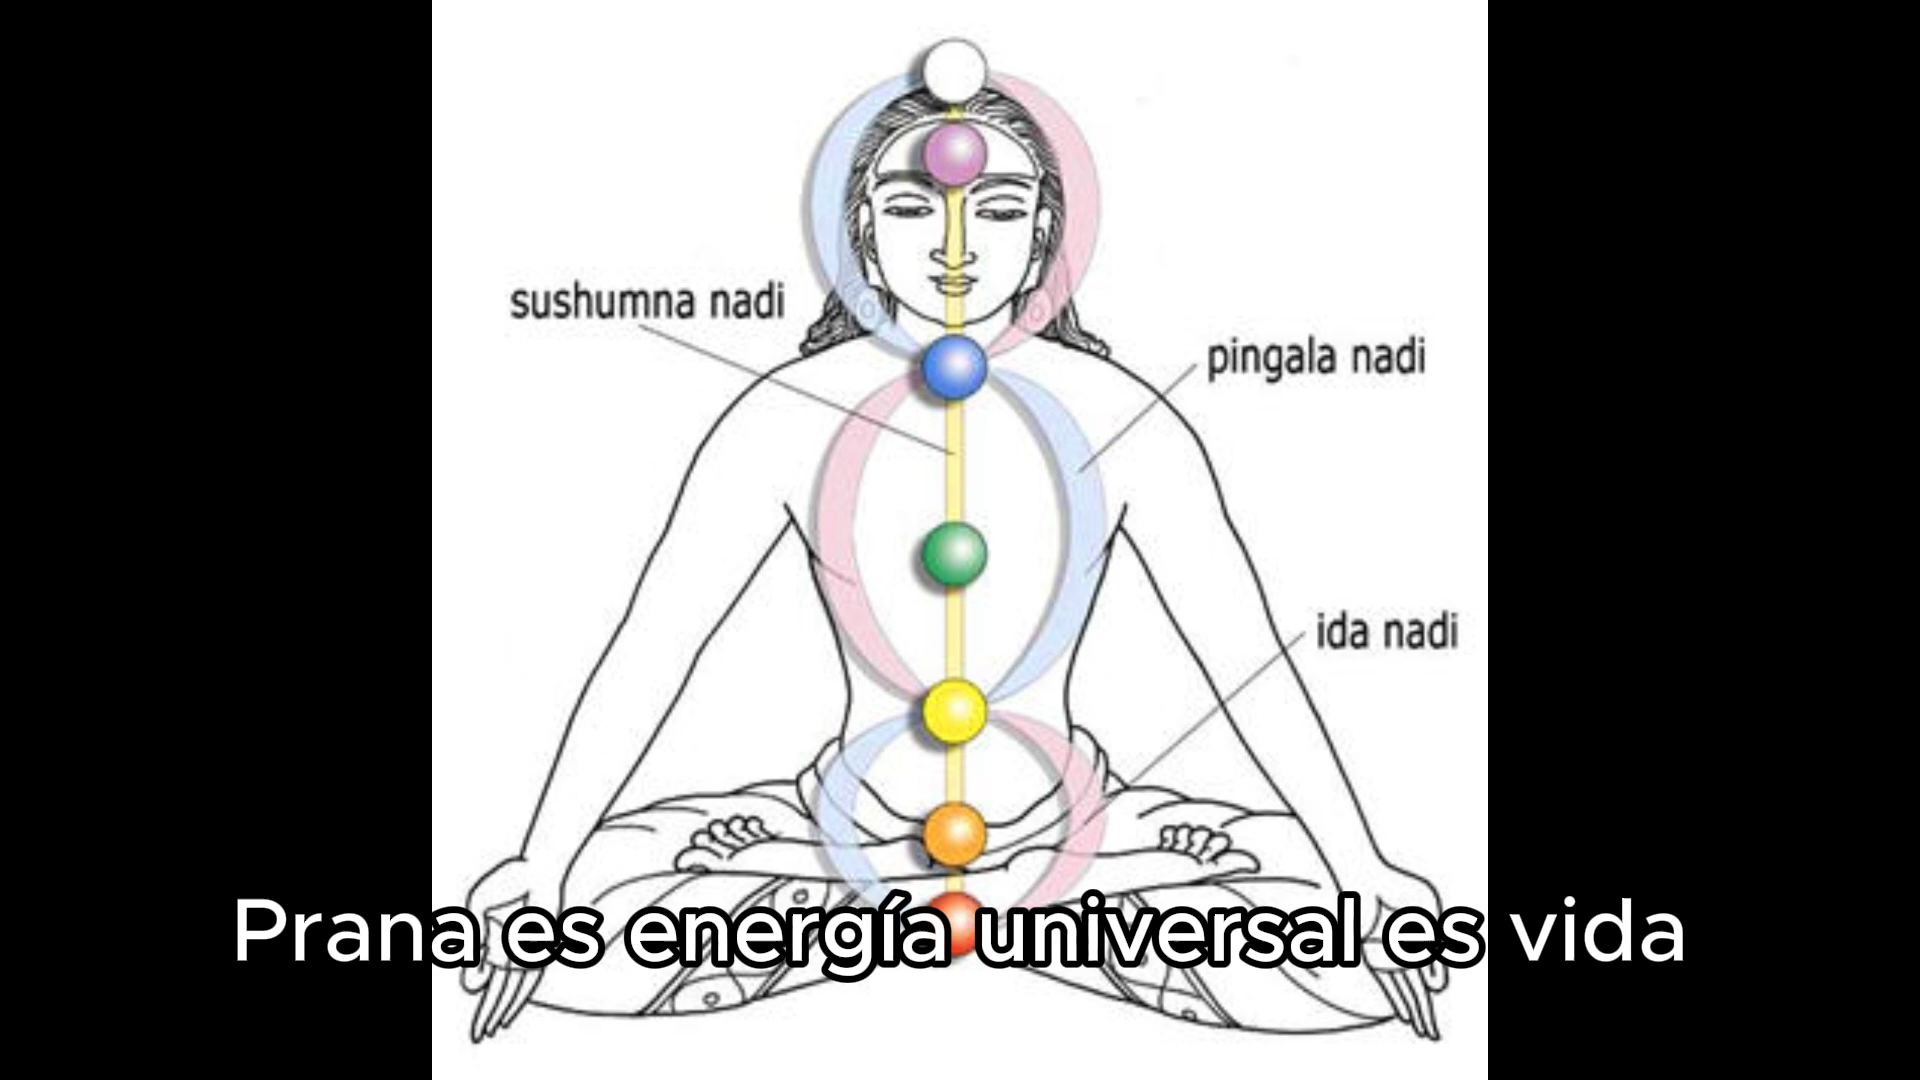 sushumna nadi
pingala nadi
ida nadi
Prana es energía universal es vida